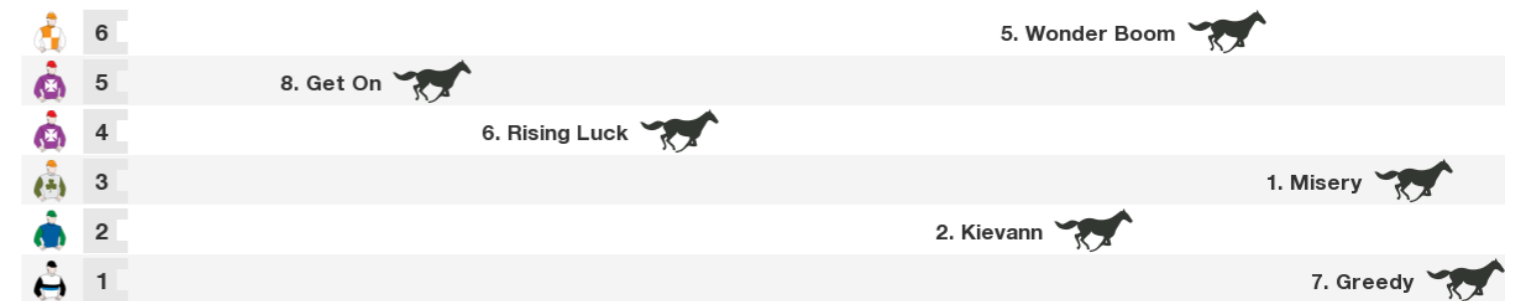 6 5. Wonder Boom
5 8. Get On
4 6. Rising Luck
3 1. Misery
2 2. Kievann
1 7. Greedy